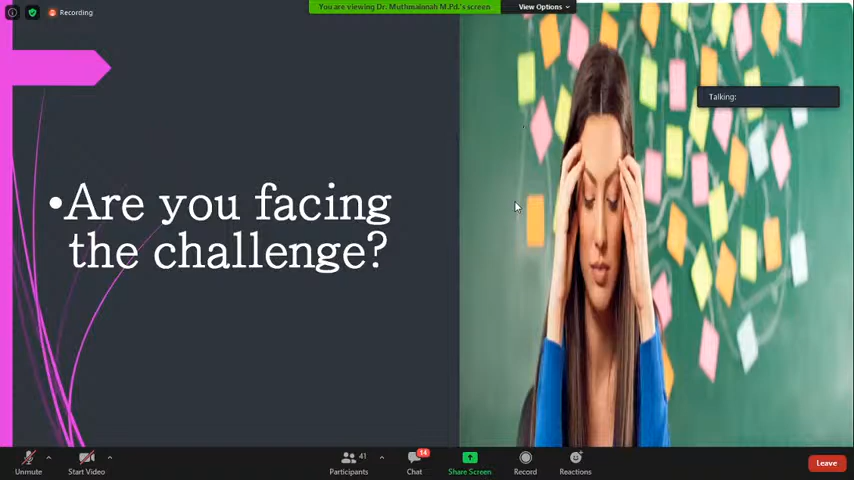 Recording
You are viewing Dr. Muthmainnah M.Pd.'s screen
View Options
Talking:
•Are you facing
the challenge?
Unmute
Start Video
41
Participants
14
Chat
Share Screen
Record
Reactions
Leave